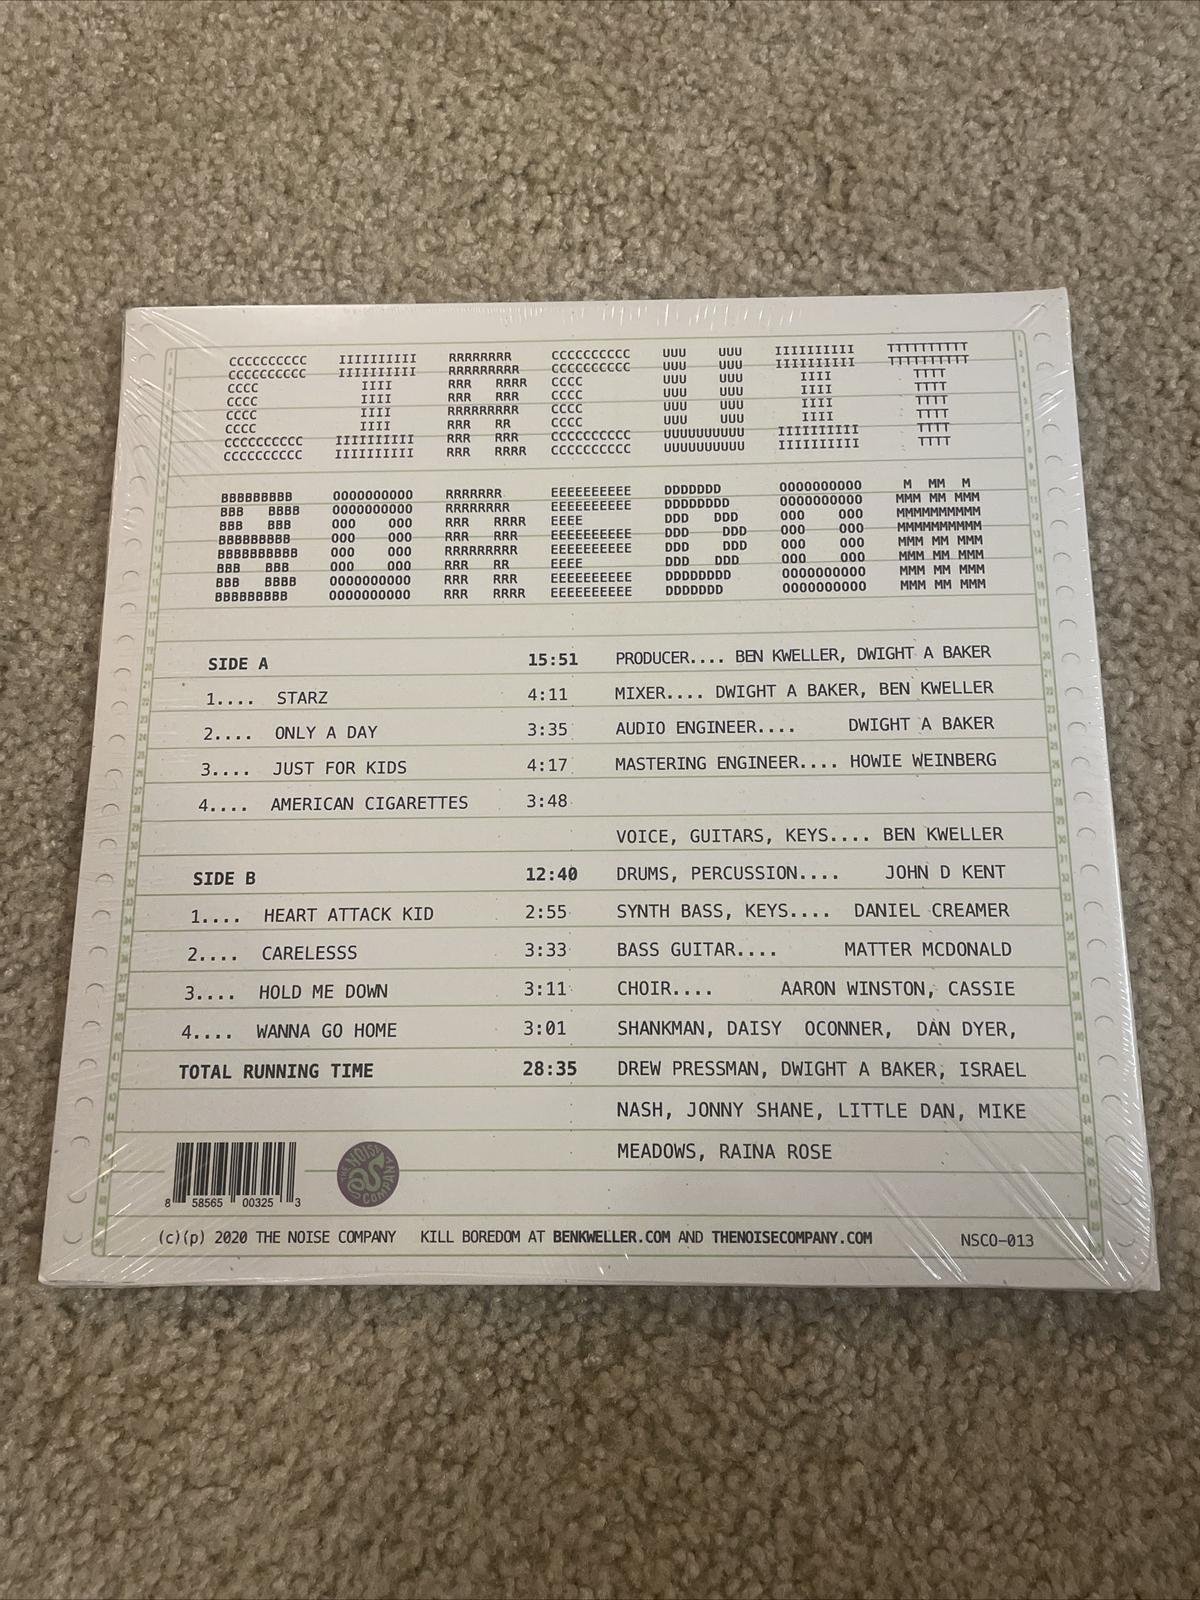 CIRCUIT
BOREDOM
SIDE A 15:51
1.... STARZ 4:11
2.... ONLY A DAY 3:35
3.... JUST FOR KIDS 4:17
4.... AMERICAN CIGARETTES 3:48
SIDE B 12:40
1.... HEART ATTACK KID 2:55
2.... CARELESSS 3:33
3.... HOLD ME DOWN 3:11
4.... WANNA GO HOME 3:01
TOTAL RUNNING TIME 28:35
PRODUCER.... BEN KWELLER, DWIGHT A BAKER
MIXER.... DWIGHT A BAKER, BEN KWELLER
AUDIO ENGINEER.... DWIGHT A BAKER
MASTERING ENGINEER.... HOWIE WEINBERG
VOICE, GUITARS, KEYS.... BEN KWELLER
DRUMS, PERCUSSION.... JOHN D KENT
SYNTH BASS, KEYS.... DANIEL CREAMER
BASS GUITAR.... MATTER MCDONALD
CHOIR.... AARON WINSTON, CASSIE
SHANKMAN, DAISY OCONNER, DAN DYER,
DREW PRESSMAN, DWIGHT A BAKER, ISRAEL
NASH, JONNY SHANE, LITTLE DAN, MIKE
MEADOWS, RAINA ROSE
8 58565 00325 3
THE NOISE COMPANY
(c)(p) 2020 THE NOISE COMPANY KILL BOREDOM AT BENKWELLER.COM AND THENOISECOMPANY.COM NSCO-013